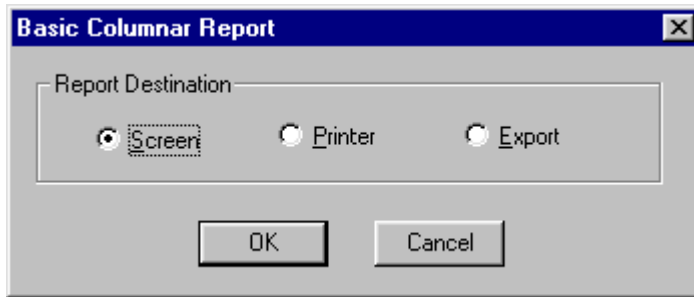 Basic Columnar Report
Report Destination
Screen Printer Export
OK Cancel